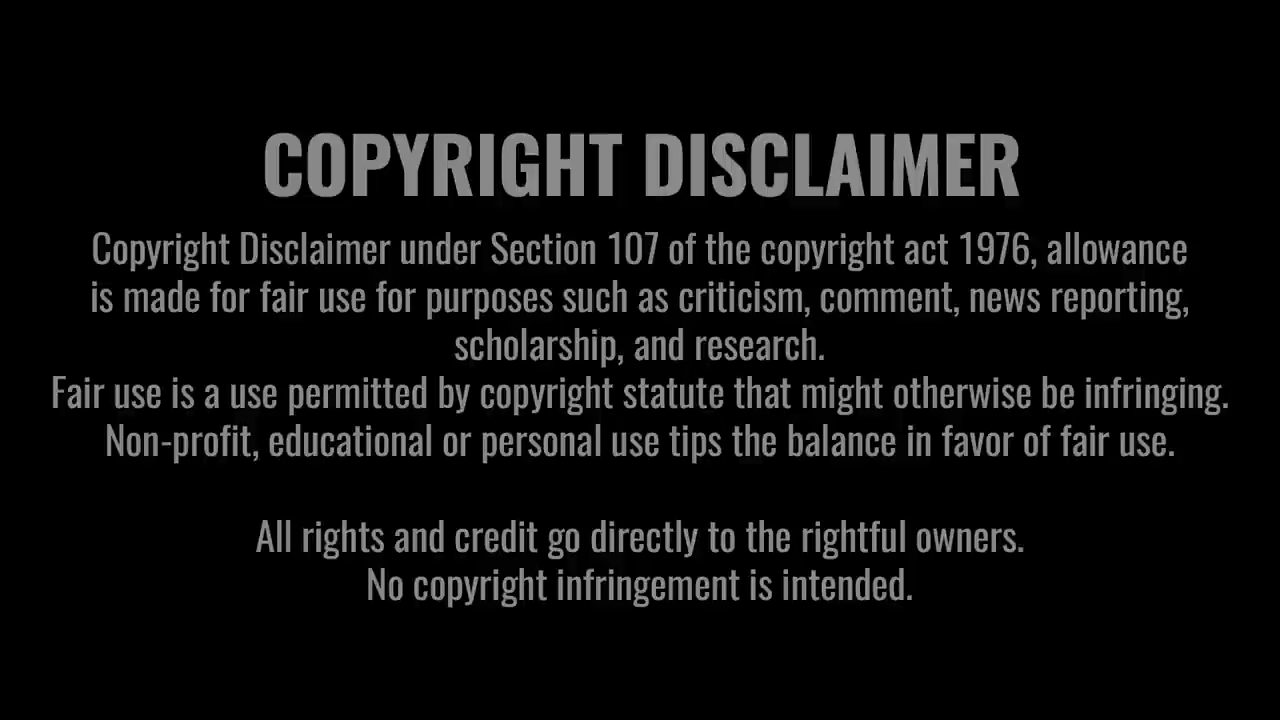 COPYRIGHT DISCLAIMER
Copyright Disclaimer under Section 107 of the copyright act 1976, allowance
is made for fair use for purposes such as criticism, comment, news reporting,
scholarship, and research.
Fair use is a use permitted by copyright statute that might otherwise be infringing.
Non-profit, educational or personal use tips the balance in favor of fair use.
All rights and credit go directly to the rightful owners.
No copyright infringement is intended.